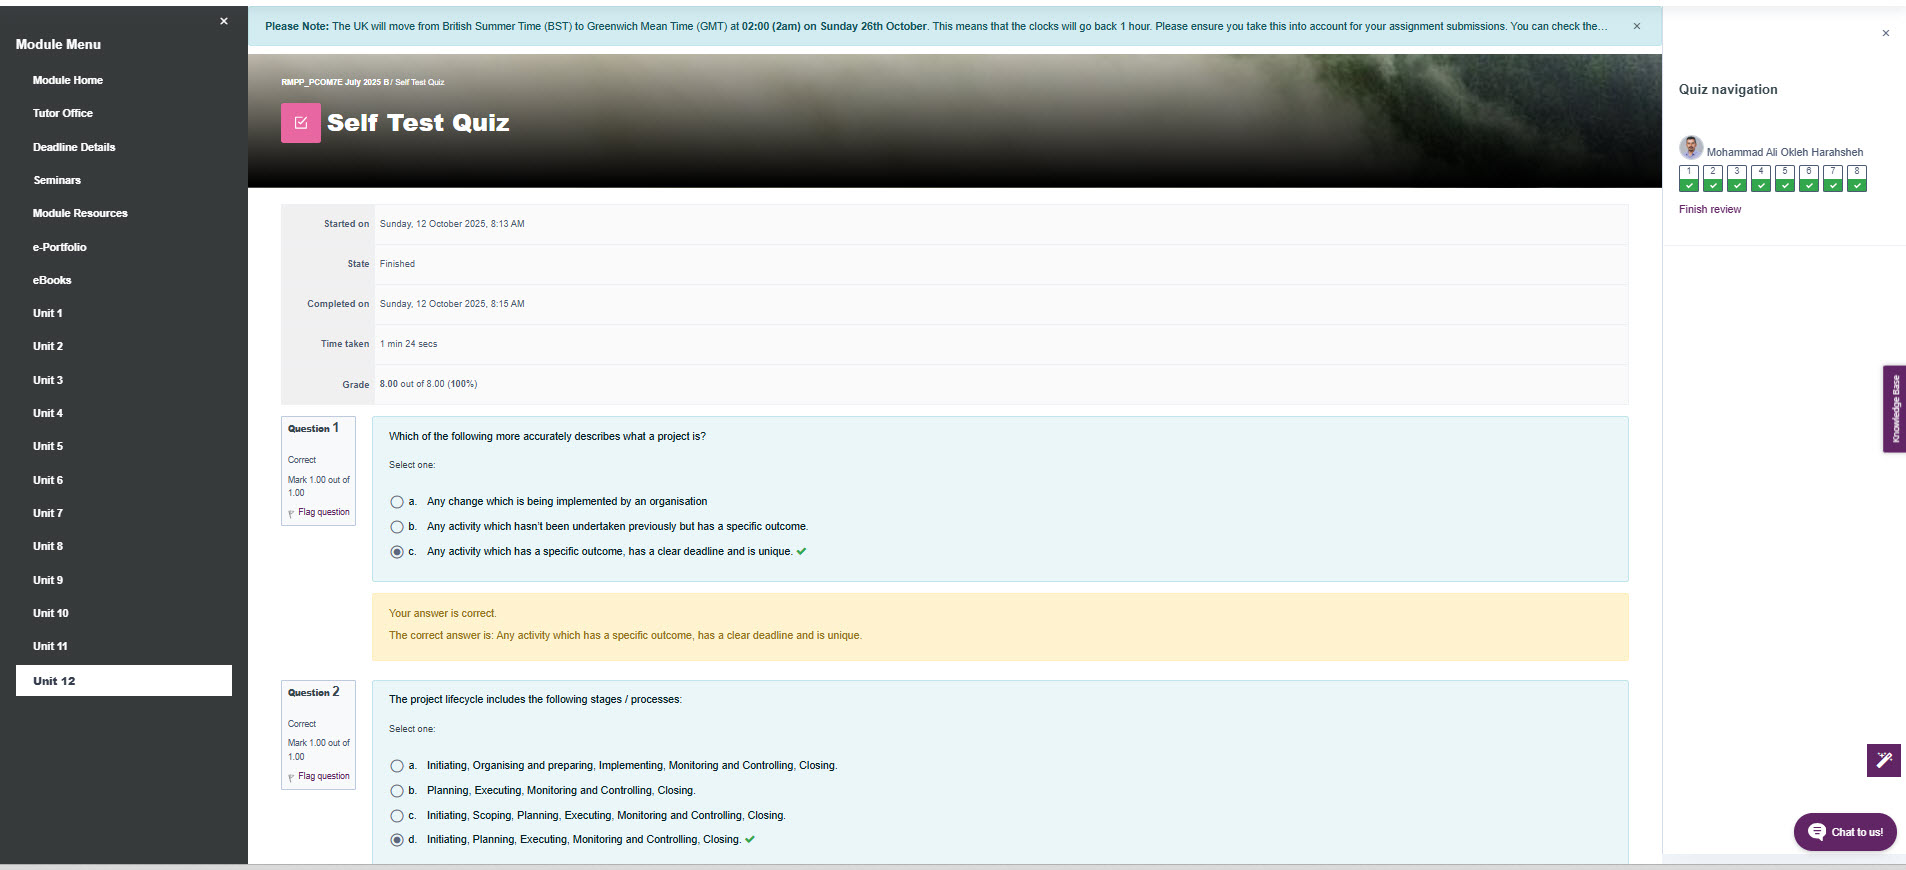 Module Menu
Module Home
Tutor Office
Deadline Details
Seminars
Module Resources
e-Portfolio
eBooks
Unit 1
Unit 2
Unit 3
Unit 4
Unit 5
Unit 6
Unit 7
Unit 8
Unit 9
Unit 10
Unit 11
Unit 12
Please Note: The UK will move from British Summer Time (BST) to Greenwich Mean Time (GMT) at 02:00 (2am) on Sunday 26th October. This means that the clocks will go back 1 hour. Please ensure you take this into account for your assignment submissions. You can check the...
RMPP_PCOM7E July 2025 B / Self Test Quiz
Self Test Quiz
Started on Sunday, 12 October 2025, 8:13 AM
State Finished
Completed on Sunday, 12 October 2025, 8:15 AM
Time taken 1 min 24 secs
Grade 8.00 out of 8.00 (100%)
Question 1
Correct
Mark 1.00 out of
1.00
Flag question
Which of the following more accurately describes what a project is?
Select one:
a. Any change which is being implemented by an organisation
b. Any activity which hasn't been undertaken previously but has a specific outcome.
c. Any activity which has a specific outcome, has a clear deadline and is unique.
Your answer is correct.
The correct answer is: Any activity which has a specific outcome, has a clear deadline and is unique.
Question 2
Correct
Mark 1.00 out of
1.00
Flag question
The project lifecycle includes the following stages / processes:
Select one:
a. Initiating, Organising and preparing, Implementing, Monitoring and Controlling, Closing.
b. Planning, Executing, Monitoring and Controlling, Closing.
c. Initiating, Scoping, Planning, Executing, Monitoring and Controlling, Closing.
d. Initiating, Planning, Executing, Monitoring and Controlling, Closing.
Quiz navigation
Mohammad Ali Okleh Harahsheh
1 2 3 4 5 6 7 8
Finish review
Knowledge Base
Chat to us!